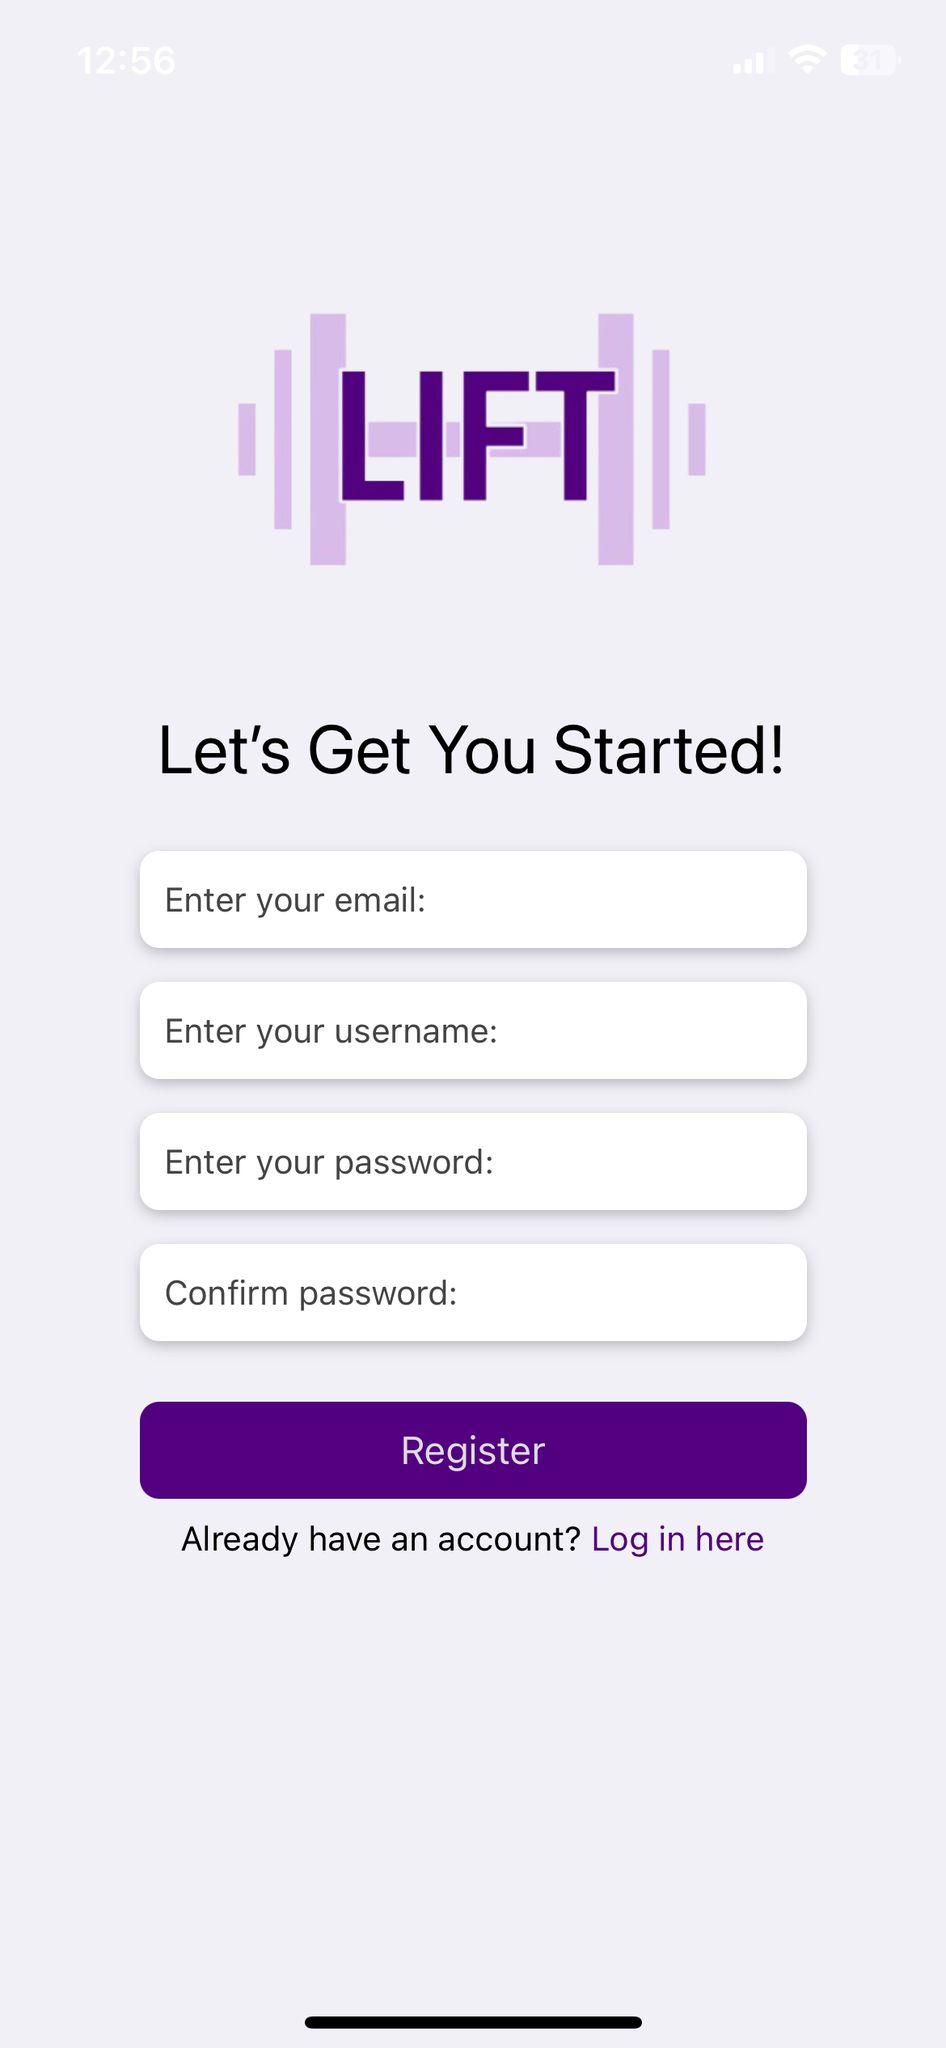 12:56
31
LIFT
Let's Get You Started!
Enter your email:
Enter your username:
Enter your password:
Confirm password:
Register
Already have an account? Log in here